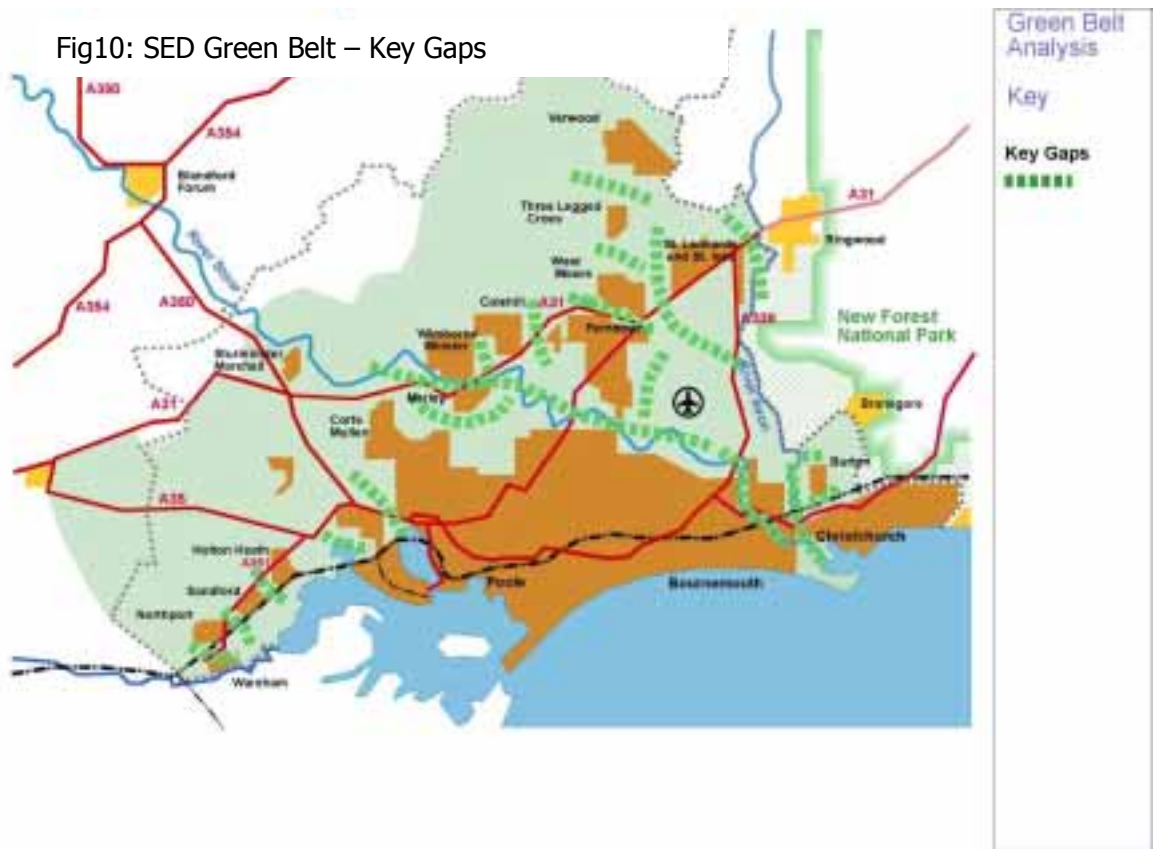 Fig10: SED Green Belt – Key Gaps
Green Belt
Analysis
Key
Key Gaps
A350
A354
Blandford
Forum
Verwood
A31
Three Legged
Cross
Ringwood
St. Leonards
and St. Ives
West
Moors
River Stour
A354
A350
Colehill
A31
Ferndown
A338
New Forest
National Park
Wimborne
Minster
Sturminster
Marshall
Merley
River Avon
Bransgore
A31
Corfe
Mullen
Burton
A35
Christchurch
Holton Heath
A351
Sandford
Poole
Bournemouth
Northport
Wareham